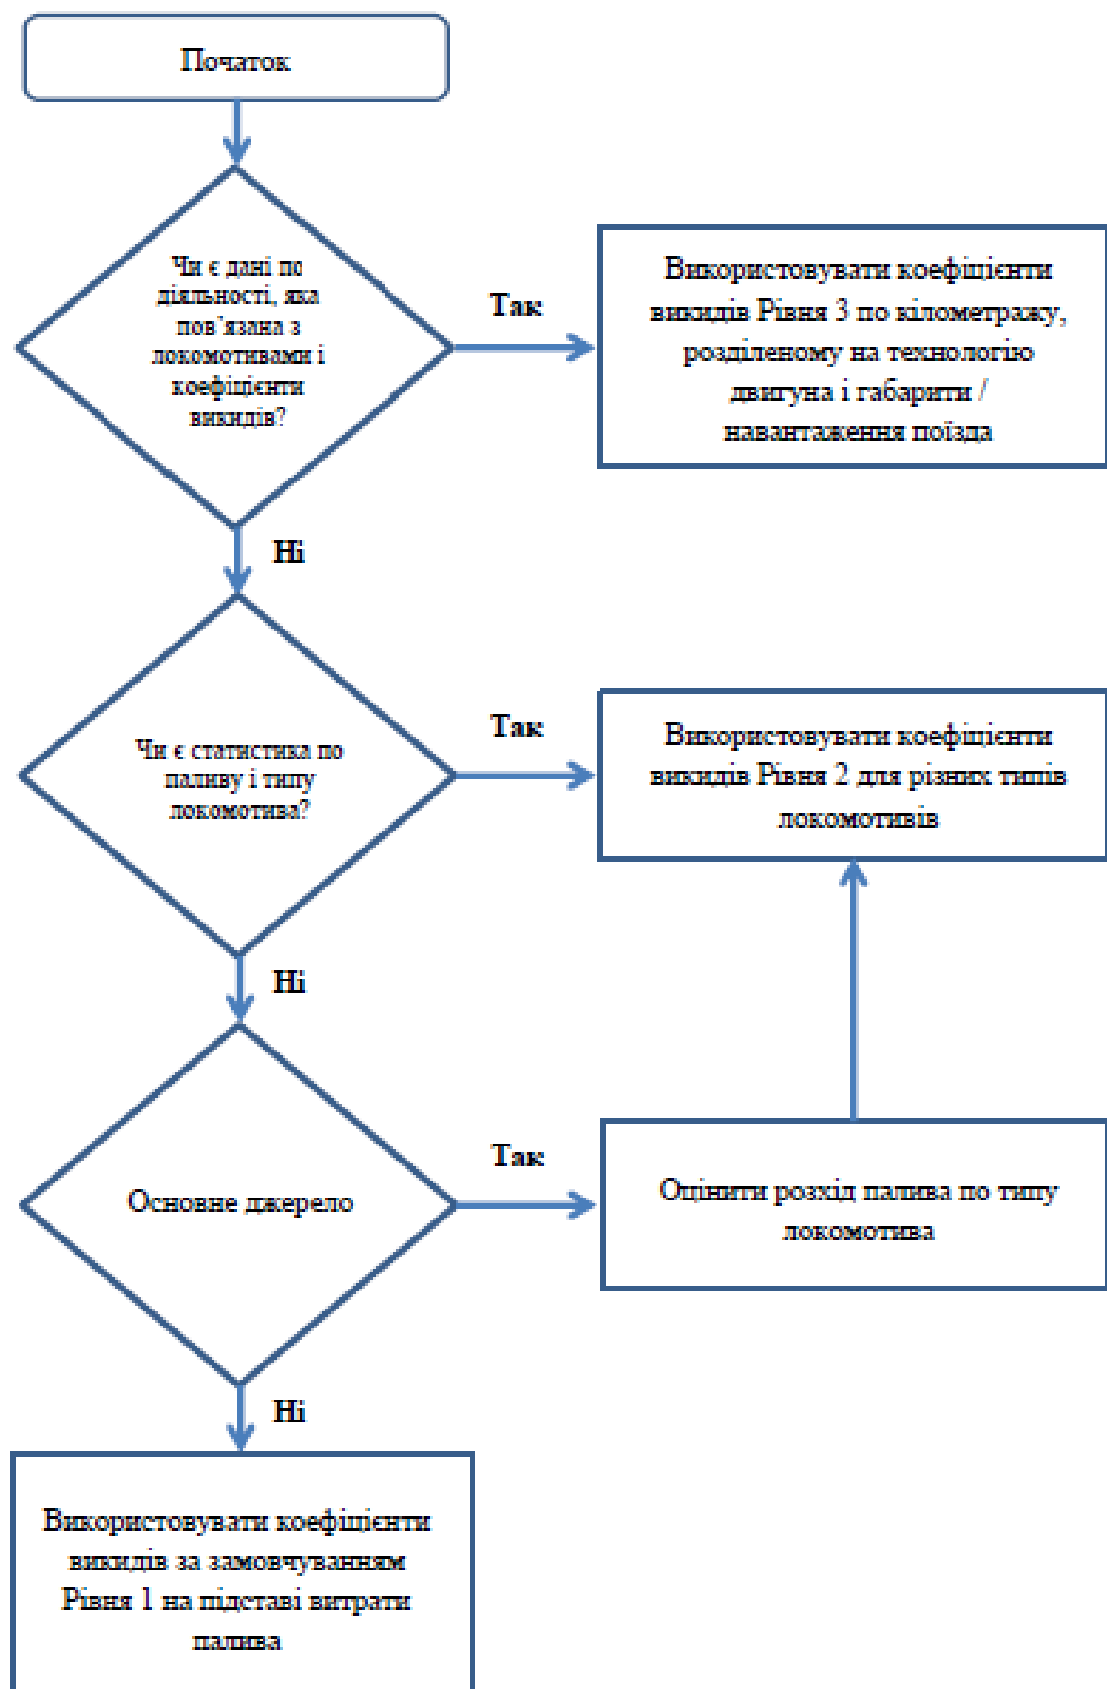 Початок
Чи є дані по
діяльності, яка
пов’язана з
локомотивами і
коефіцієнти
викидів?
Так
Використовувати коефіцієнти
викидів Рівня 3 по кілометражу,
розділеному на технологію
двигуна і габарити /
навантаження поїзда
Ні
Чи є статистика по
паливу і типу
локомотива?
Так
Використовувати коефіцієнти
викидів Рівня 2 для різних типів
локомотивів
Ні
Основне джерело
Так
Оцінити розхід палива по типу
локомотива
Ні
Використовувати коефіцієнти
викидів за замовчуванням
Рівня 1 на підставі витрати
палива